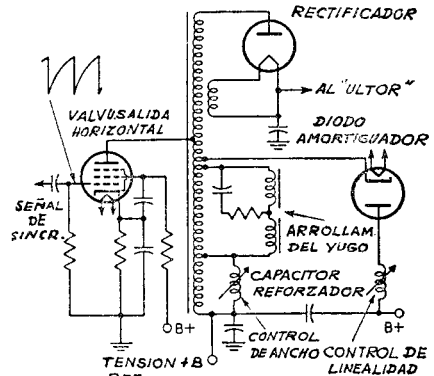 RECTIFICADOR
AL "ULTOR"
VALV.SALIDA
HORIZONTAL
DIODO
AMORTIGUADOR
SEÑAL
DE
SINCR.
ARROLLAM.
DEL YUGO
CAPACITOR
REFORZADOR
B+
B+
CONTROL
DE ANCHO
CONTROL DE
LINEALIDAD
TENSION +B